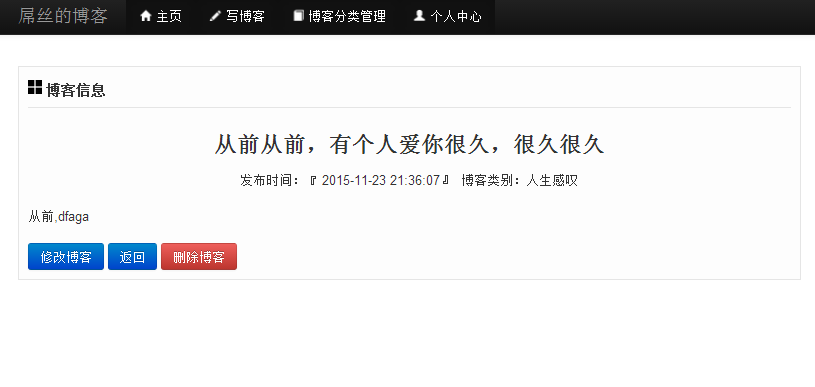 屌丝的博客 主页 写博客 博客分类管理 个人中心
博客信息
从前从前，有个人爱你很久，很久很久
发布时间：『 2015-11-23 21:36:07』 博客类别：人生感叹
从前,dfaga
修改博客 返回 删除博客